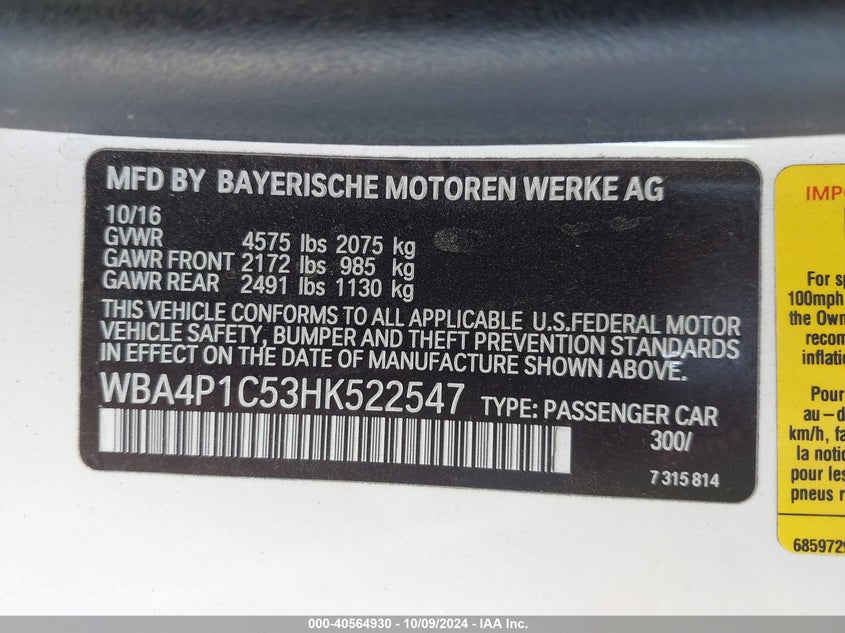 MFD BY BAYERISCHE MOTOREN WERKE AG
10/16
GVWR 4575 lbs 2075 kg
GAWR FRONT 2172 lbs 985 kg
GAWR REAR 2491 lbs 1130 kg
THIS VEHICLE CONFORMS TO ALL APPLICABLE U.S.FEDERAL MOTOR
VEHICLE SAFETY, BUMPER AND THEFT PREVENTION STANDARDS
IN EFFECT ON THE DATE OF MANUFACTURE SHOWN ABOVE.
WBA4P1C53HK522547 TYPE: PASSENGER CAR
300/
7 315 814
IMPO
For sp
100mph
the Own
recom
inflati
Pour
au-d
km/h, fa
la notic
pour les
pneus r
685972
000-40564930 - 10/09/2024 - IAA Inc.